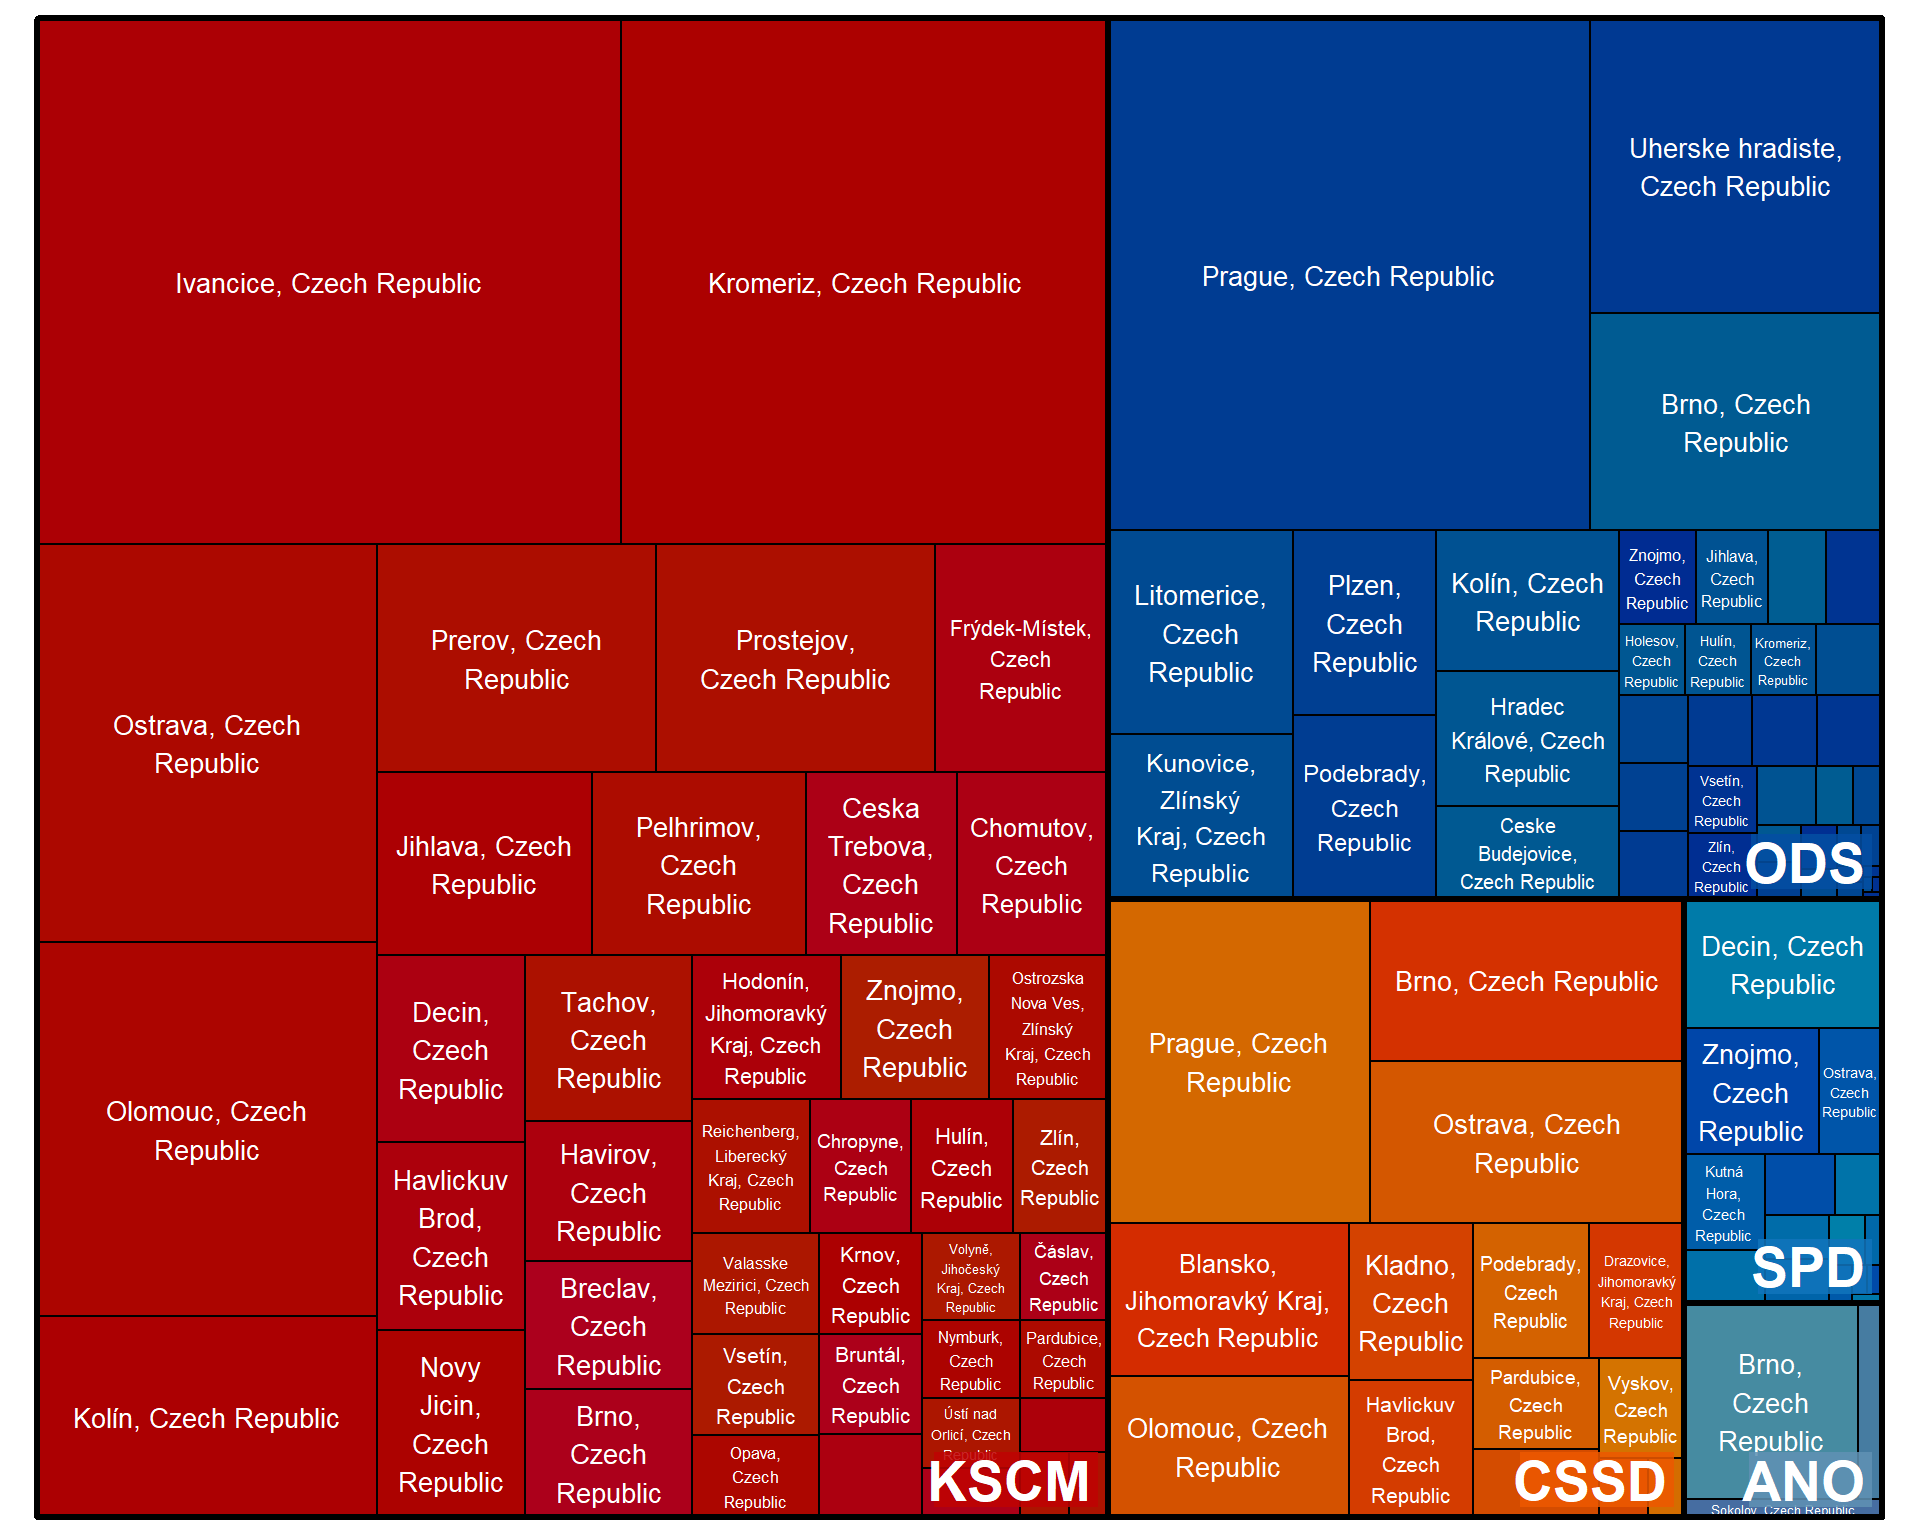 Ivancice, Czech Republic
Kromeriz, Czech Republic
Ostrava, Czech
Republic
Prerov, Czech
Republic
Prostejov,
Czech Republic
Frýdek-Místek,
Czech
Republic
Jihlava, Czech
Republic
Pelhrimov,
Czech
Republic
Ceska
Trebova,
Czech
Republic
Chomutov,
Czech
Republic
Olomouc, Czech
Republic
Kolín, Czech Republic
Decin,
Czech
Republic
Havlickuv
Brod,
Czech
Republic
Novy
Jicin,
Czech
Republic
Tachov,
Czech
Republic
Havirov,
Czech
Republic
Breclav,
Czech
Republic
Brno,
Czech
Republic
Hodonín,
Jihomoravký
Kraj, Czech
Republic
Znojmo,
Czech
Republic
Ostrozska
Nova Ves,
Zlínský
Kraj, Czech
Republic
Reichenberg,
Liberecký
Kraj, Czech
Republic
Chropyne,
Czech
Republic
Hulín,
Czech
Republic
Zlín,
Czech
Republic
Valasske
Mezirici, Czech
Republic
Krnov,
Czech
Republic
Volyně,
Jihočeský
Kraj, Czech
Republic
Čáslav,
Czech
Republic
Vsetín,
Czech
Republic
Bruntál,
Czech
Republic
Nymburk,
Czech
Republic
Pardubice,
Czech
Republic
Opava,
Czech
Republic
Ústí nad
Orlicí, Czech
Republic
KSCM
Prague, Czech Republic
Uherske hradiste,
Czech Republic
Brno, Czech
Republic
Litomerice,
Czech
Republic
Plzen,
Czech
Republic
Kolín, Czech
Republic
Znojmo,
Czech
Republic
Jihlava,
Czech
Republic
Holesov,
Czech
Republic
Hulín,
Czech
Republic
Kromeriz,
Czech
Republic
Kunovice,
Zlínský
Kraj, Czech
Republic
Podebrady,
Czech
Republic
Hradec
Králové, Czech
Republic
Ceske
Budejovice,
Czech Republic
Vsetín,
Czech
Republic
Zlín,
Czech
Republic
ODS
Prague, Czech
Republic
Brno, Czech Republic
Ostrava, Czech
Republic
Blansko,
Jihomoravký Kraj,
Czech Republic
Kladno,
Czech
Republic
Podebrady,
Czech
Republic
Drazovice,
Jihomoravký
Kraj, Czech
Republic
Olomouc, Czech
Republic
Havlickuv
Brod,
Czech
Republic
Pardubice,
Czech
Republic
Vyskov,
Czech
Republic
CSSD
Decin, Czech
Republic
Znojmo,
Czech
Republic
Ostrava,
Czech
Republic
Kutná
Hora,
Czech
Republic
SPD
Brno,
Czech
Republic
ANO
Sokolov, Czech Republic